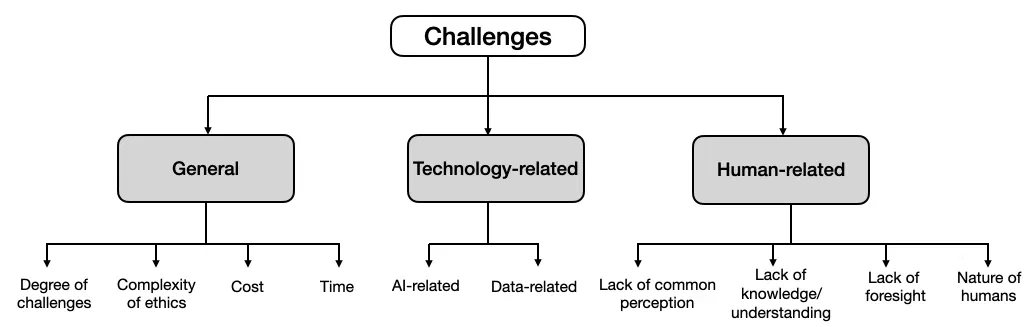 Challenges
General
Technology-related
Human-related
Degree of
challenges
Complexity
of ethics
Cost
Time
AI-related
Data-related
Lack of common
perception
Lack of
knowledge/
understanding
Lack of
foresight
Nature of
humans